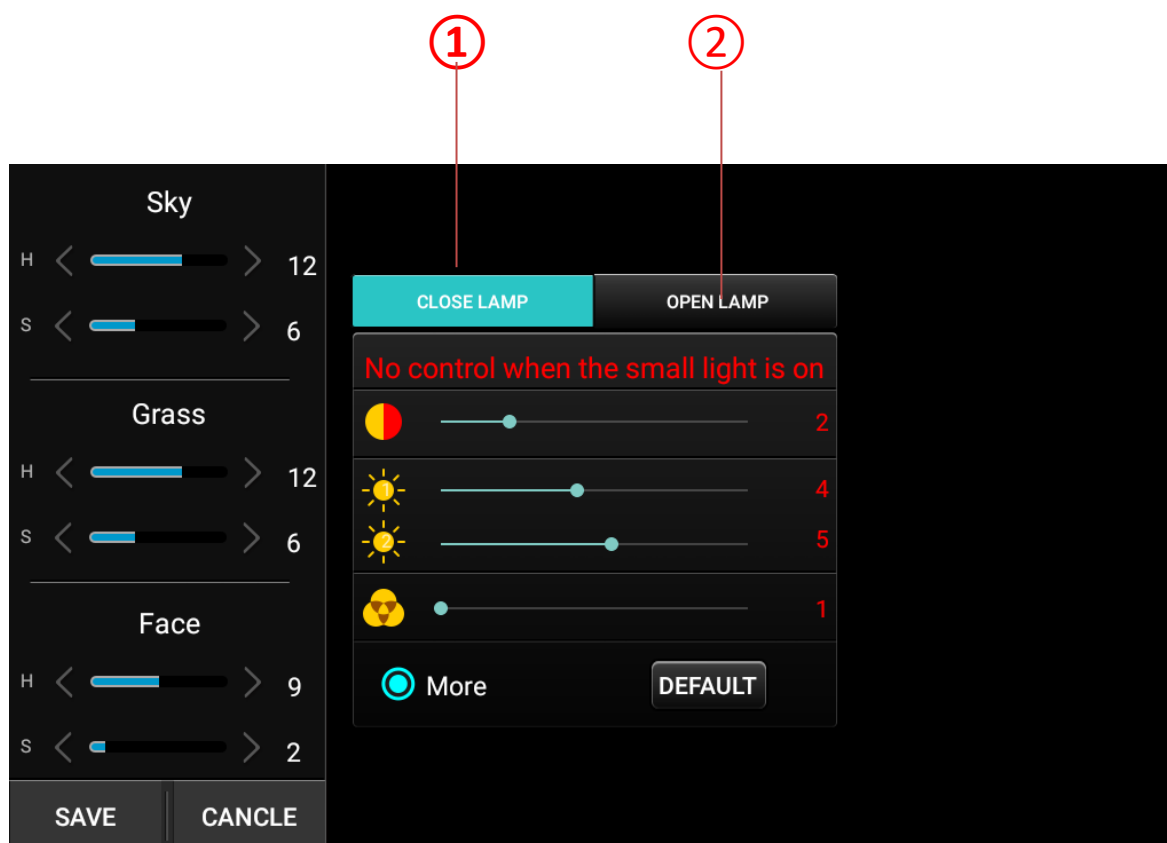 ① ②
Sky
H 12
S 6
Grass
H 12
S 6
Face
H 9
S 2
SAVE CANCLE
CLOSE LAMP OPEN LAMP
No control when the small light is on
2
1 4
2 5
1
More DEFAULT